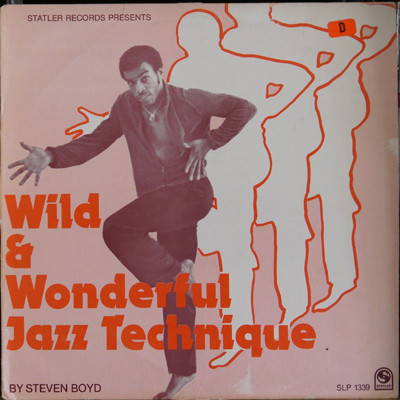 STATLER RECORDS PRESENTS
D
Wild
&
Wonderful
Jazz Technique
BY STEVEN BOYD
SLP 1339